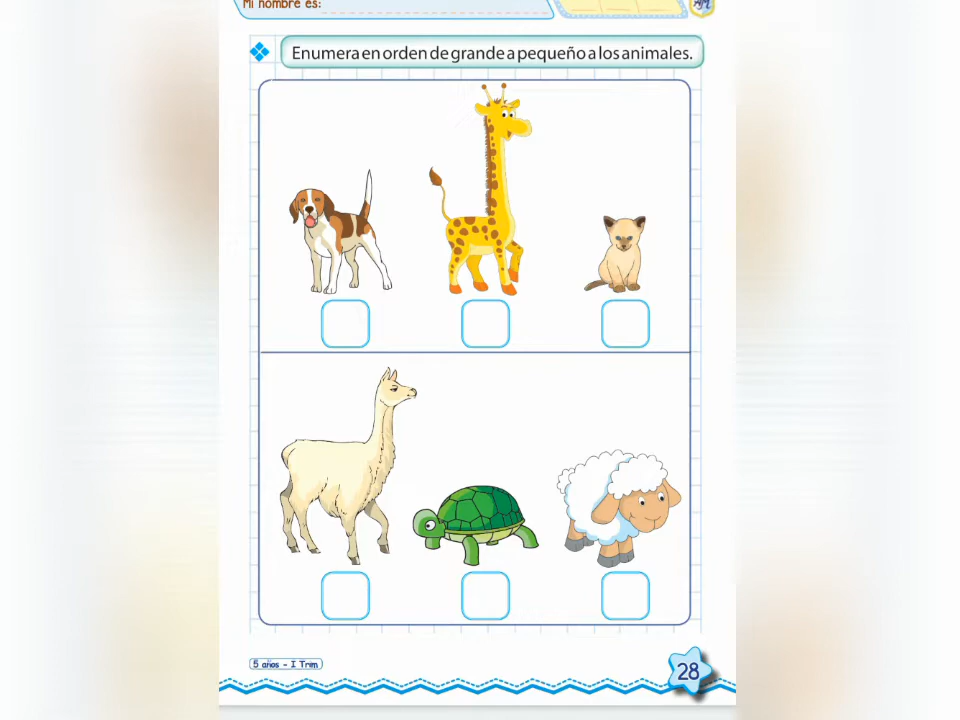 Mi nombre es:
Enumera en orden de grande a pequeño a los animales.
5 años - I Trim
28